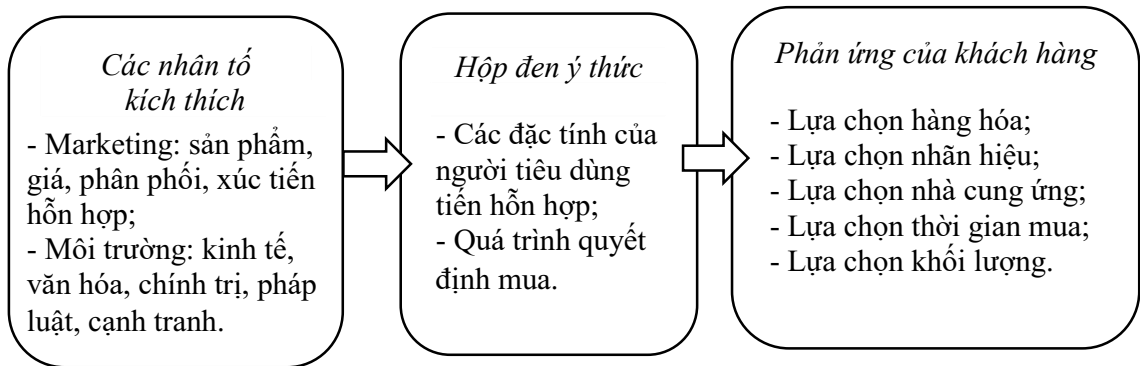 Các nhân tố
kích thích
- Marketing: sản phẩm,
giá, phân phối, xúc tiến
hỗn hợp;
- Môi trường: kinh tế,
văn hóa, chính trị, pháp
luật, cạnh tranh.
Hộp đen ý thức
- Các đặc tính của
người tiêu dùng
tiến hỗn hợp;
- Quá trình quyết
định mua.
Phản ứng của khách hàng
- Lựa chọn hàng hóa;
- Lựa chọn nhãn hiệu;
- Lựa chọn nhà cung ứng;
- Lựa chọn thời gian mua;
- Lựa chọn khối lượng.